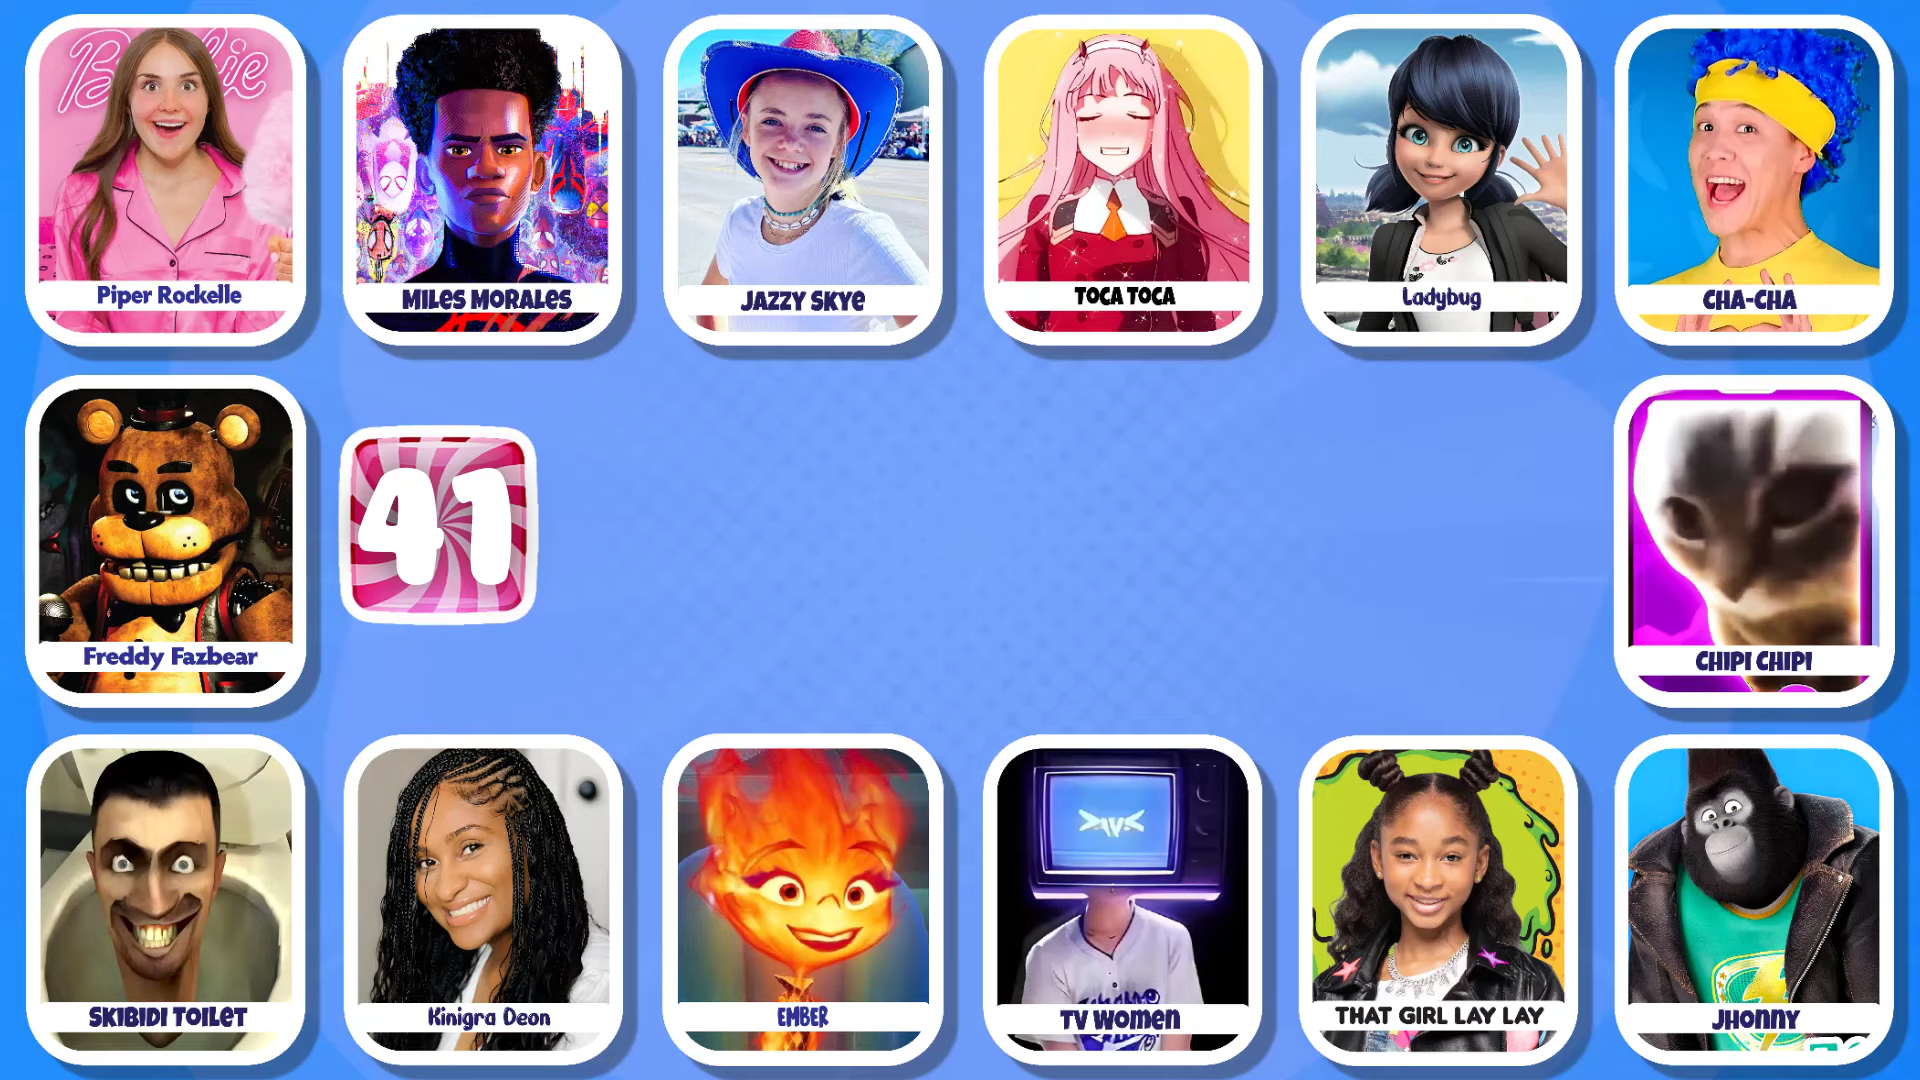 Barbie
Piper Rockelle
MILES MORALES
JAZZY SKYE
TOCA TOCA
Ladybug
CHA-CHA
Freddy Fazbear
41
CHIPI CHIPI
SKIBIDI TOILET
Kinigra Deon
EMBER
TV WOMEN
THAT GIRL LAY LAY
JHONNY